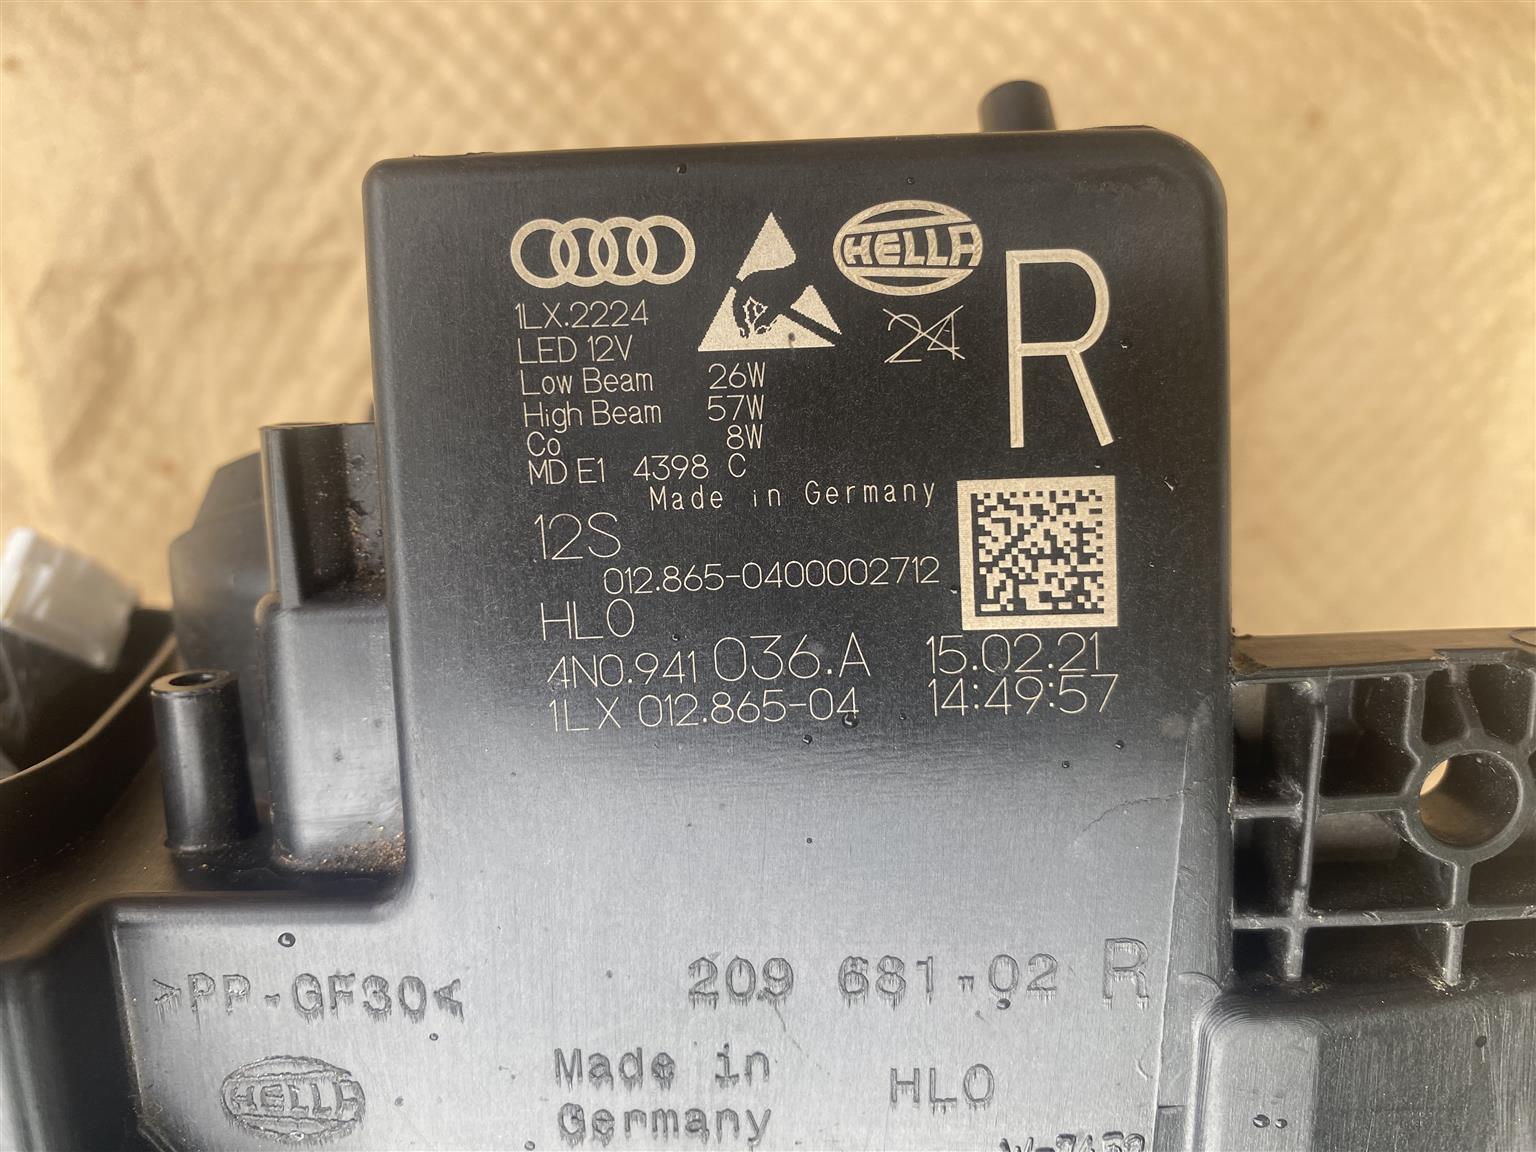 HELLA
24
R
1LX.2224
LED 12V
Low Beam 26W
High Beam 57W
Co 8W
MD E1 4398 C
Made in Germany
12S
012.865-0400002712
HL0
4N0.941 036.A 15.02.21
1LX 012.865-04 14:49:57
>PP-GF30<
209 681-02 R
HELLA
Made in
Germany
HL0